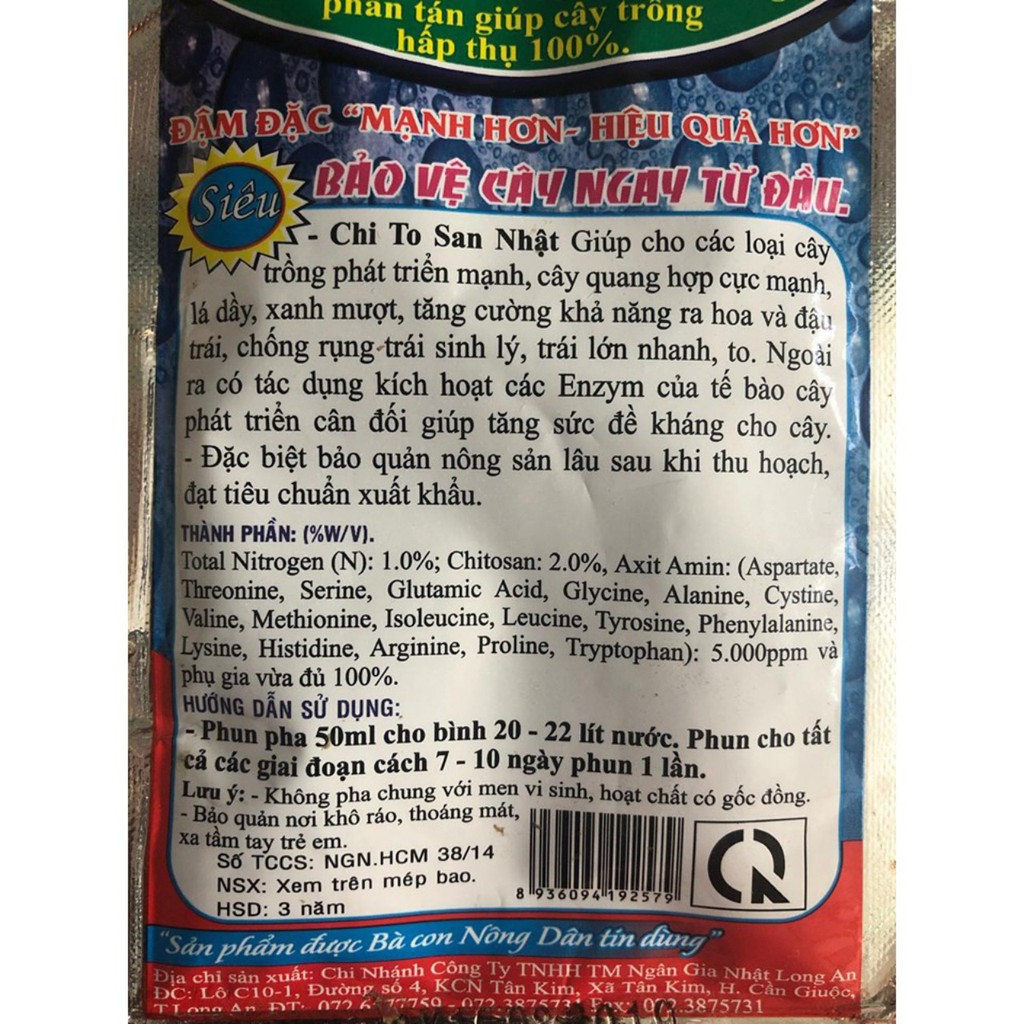 phân tán giúp cây trồng
hấp thụ 100%.
ĐẬM ĐẶC "MẠNH HƠN- HIỆU QUẢ HƠN"
Siêu
BẢO VỆ CÂY NGAY TỪ ĐẦU.
- Chi To San Nhật Giúp cho các loại cây
trồng phát triển mạnh, cây quang hợp cực mạnh,
lá dầy, xanh mượt, tăng cường khả năng ra hoa và đậu
trái, chống rụng trái sinh lý, trái lớn nhanh, to. Ngoài
ra có tác dụng kích hoạt các Enzym của tế bào cây
phát triển cân đối giúp tăng sức đề kháng cho cây.
- Đặc biệt bảo quản nông sản lâu sau khi thu hoạch,
đạt tiêu chuẩn xuất khẩu.
THÀNH PHẦN: (%W/V).
Total Nitrogen (N): 1.0%; Chitosan: 2.0%, Axit Amin: (Aspartate,
Threonine, Serine, Glutamic Acid, Glycine, Alanine, Cystine,
Valine, Methionine, Isoleucine, Leucine, Tyrosine, Phenylalanine,
Lysine, Histidine, Arginine, Proline, Tryptophan): 5.000ppm và
phụ gia vừa đủ 100%.
HƯỚNG DẪN SỬ DỤNG:
- Phun pha 50ml cho bình 20 - 22 lít nước. Phun cho tất
cả các giai đoạn cách 7 - 10 ngày phun 1 lần.
Lưu ý: - Không pha chung với men vi sinh, hoạt chất có gốc đồng.
- Bảo quản nơi khô ráo, thoáng mát,
xa tầm tay trẻ em.
Số TCCS: NGN.HCM 38/14
NSX: Xem trên mép bao.
HSD: 3 năm
8 936094 192579
"Sản phẩm được Bà con Nông Dân tin dùng"
Địa chỉ sản xuất: Chi Nhánh Công Ty TNHH TM Ngân Gia Nhật Long An
ĐC: Lô C10-1, Đường số 4, KCN Tân Kim, Xã Tân Kim, H. Cần Giuộc,
T.Long An. ĐT: - 072.3875731 Fax: 072.3875731